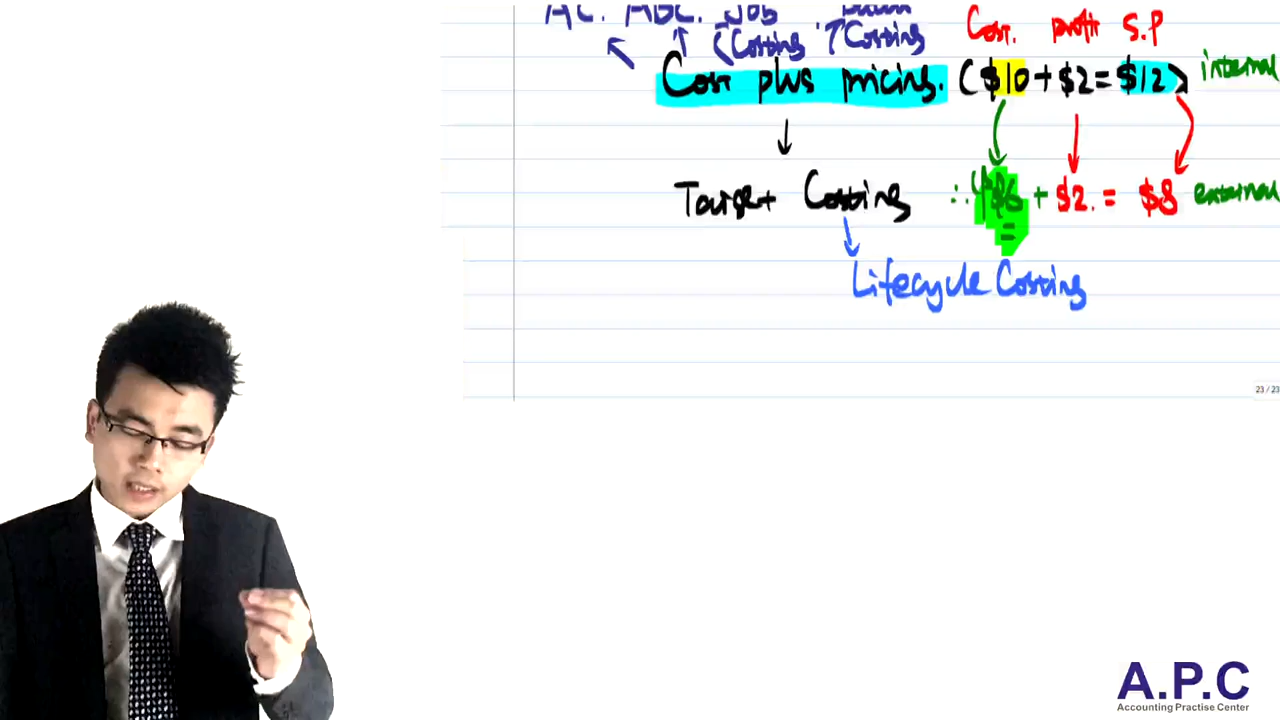 AC. ABC. Job
Costing Costing
Cost. profit S.P
Cost plus pricing. ($10+$2=$12) internal
Target Costing ∴ $6 + $2. = $8 external
Lifecycle Costing
23 / 23
A.P.C
Accounting Practise Center